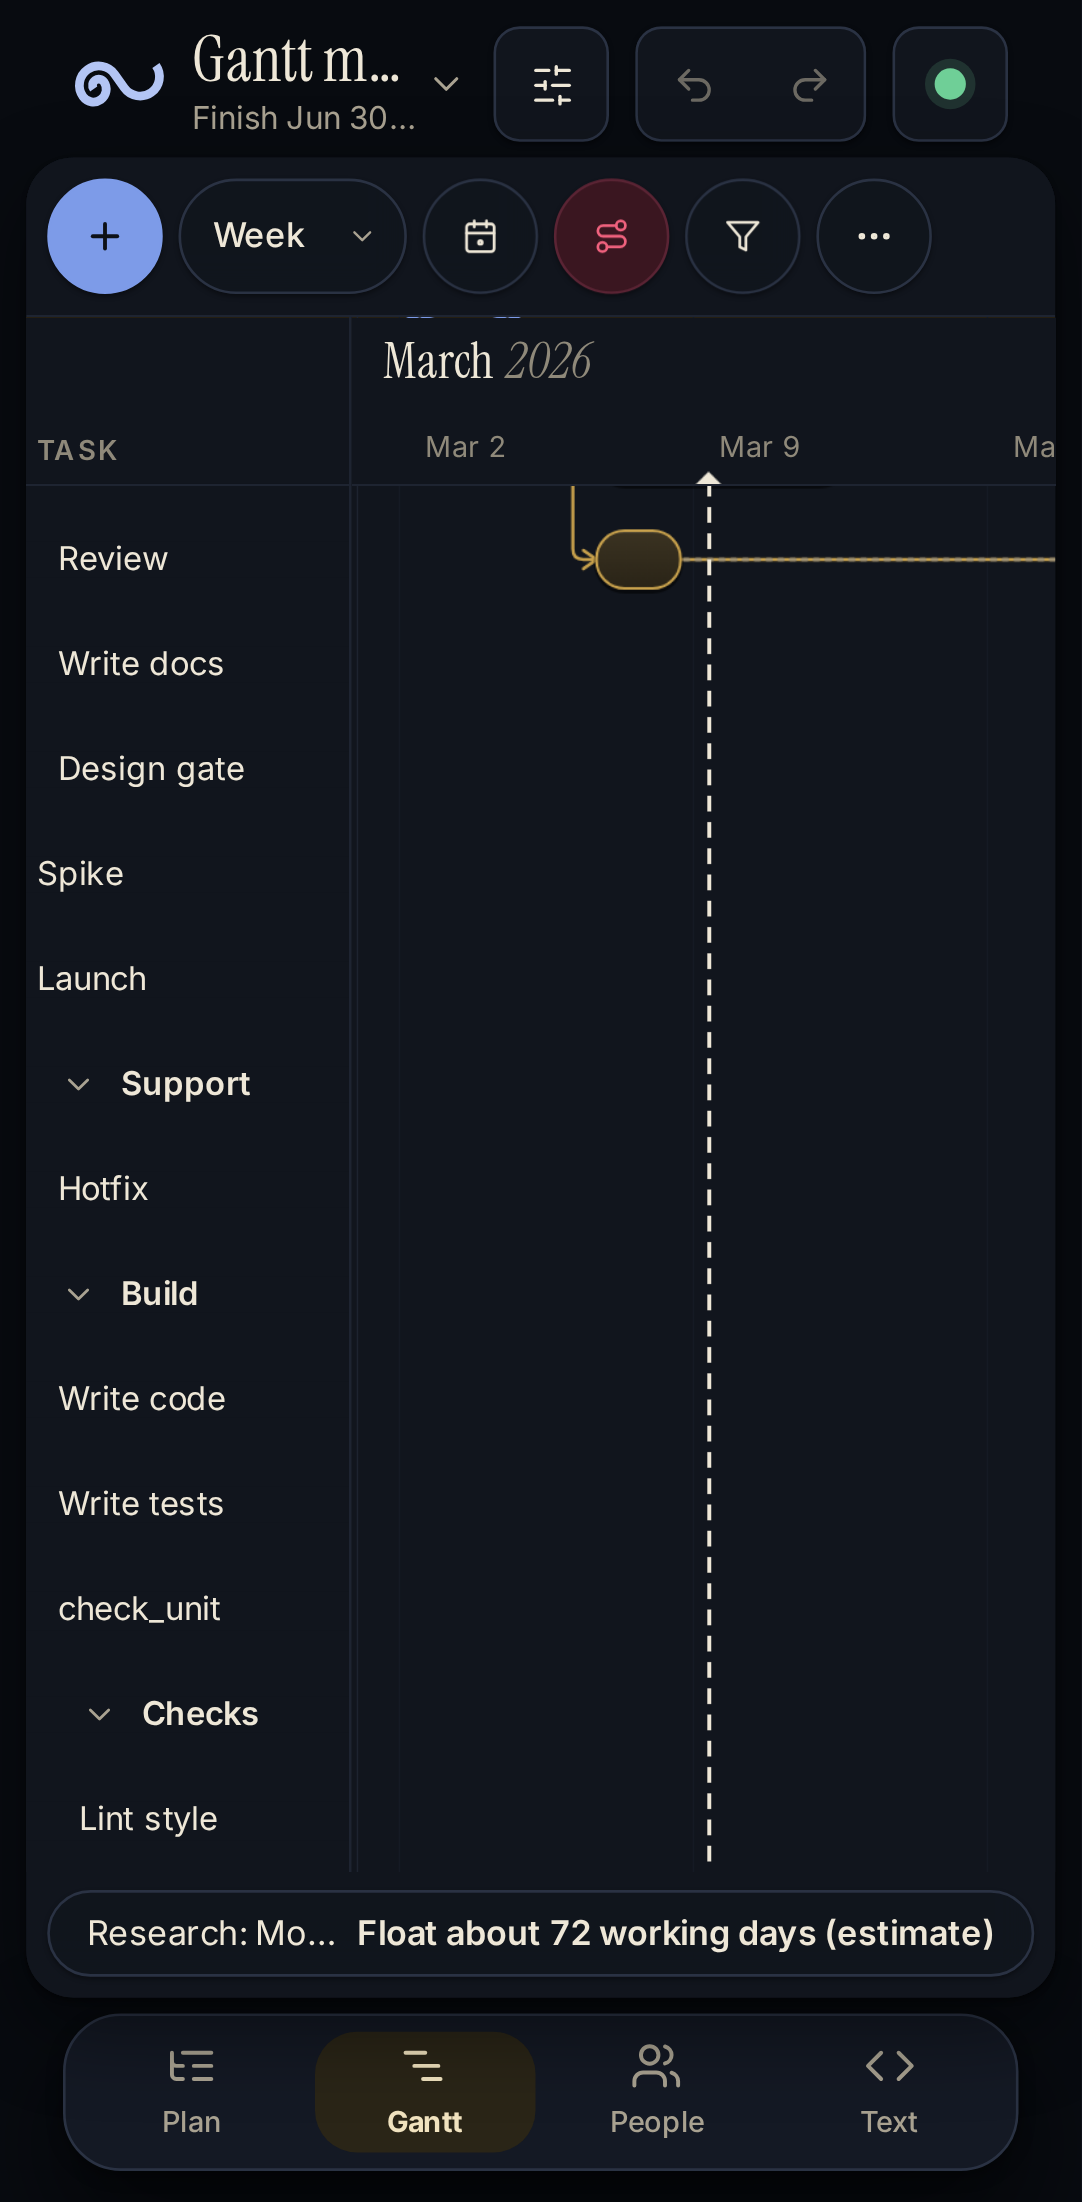 Gantt m...
Finish Jun 30...
Week
March 2026
TASK
Mar 2
Mar 9
Ma
Review
Write docs
Design gate
Spike
Launch
Support
Hotfix
Build
Write code
Write tests
check_unit
Checks
Lint style
Research: Mo... Float about 72 working days (estimate)
Plan
Gantt
People
Text